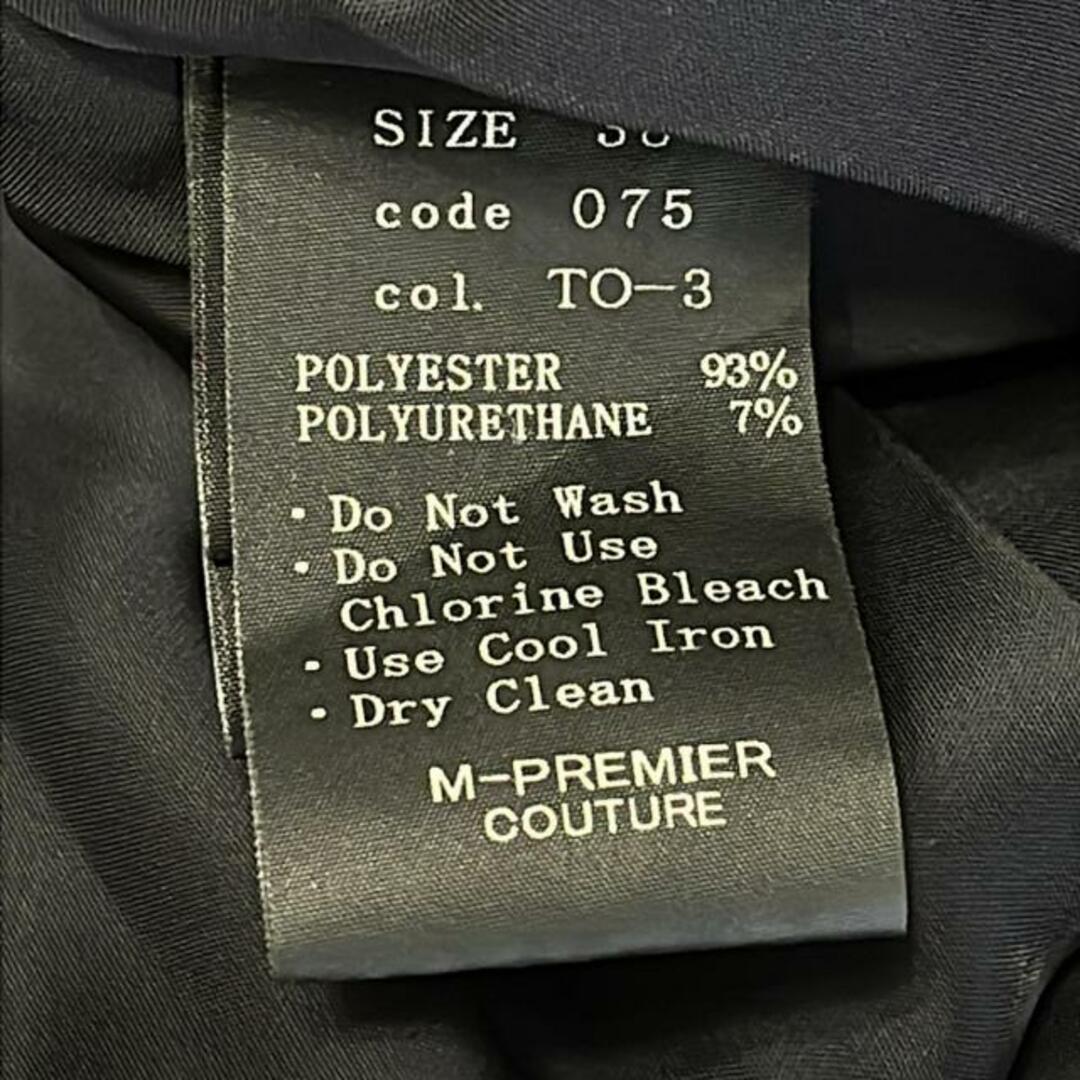 SIZE
code 075
col. TO-3
POLYESTER 93%
POLYURETHANE 7%
・Do Not Wash
・Do Not Use
Chlorine Bleach
・Use Cool Iron
・Dry Clean
M-PREMIER
COUTURE